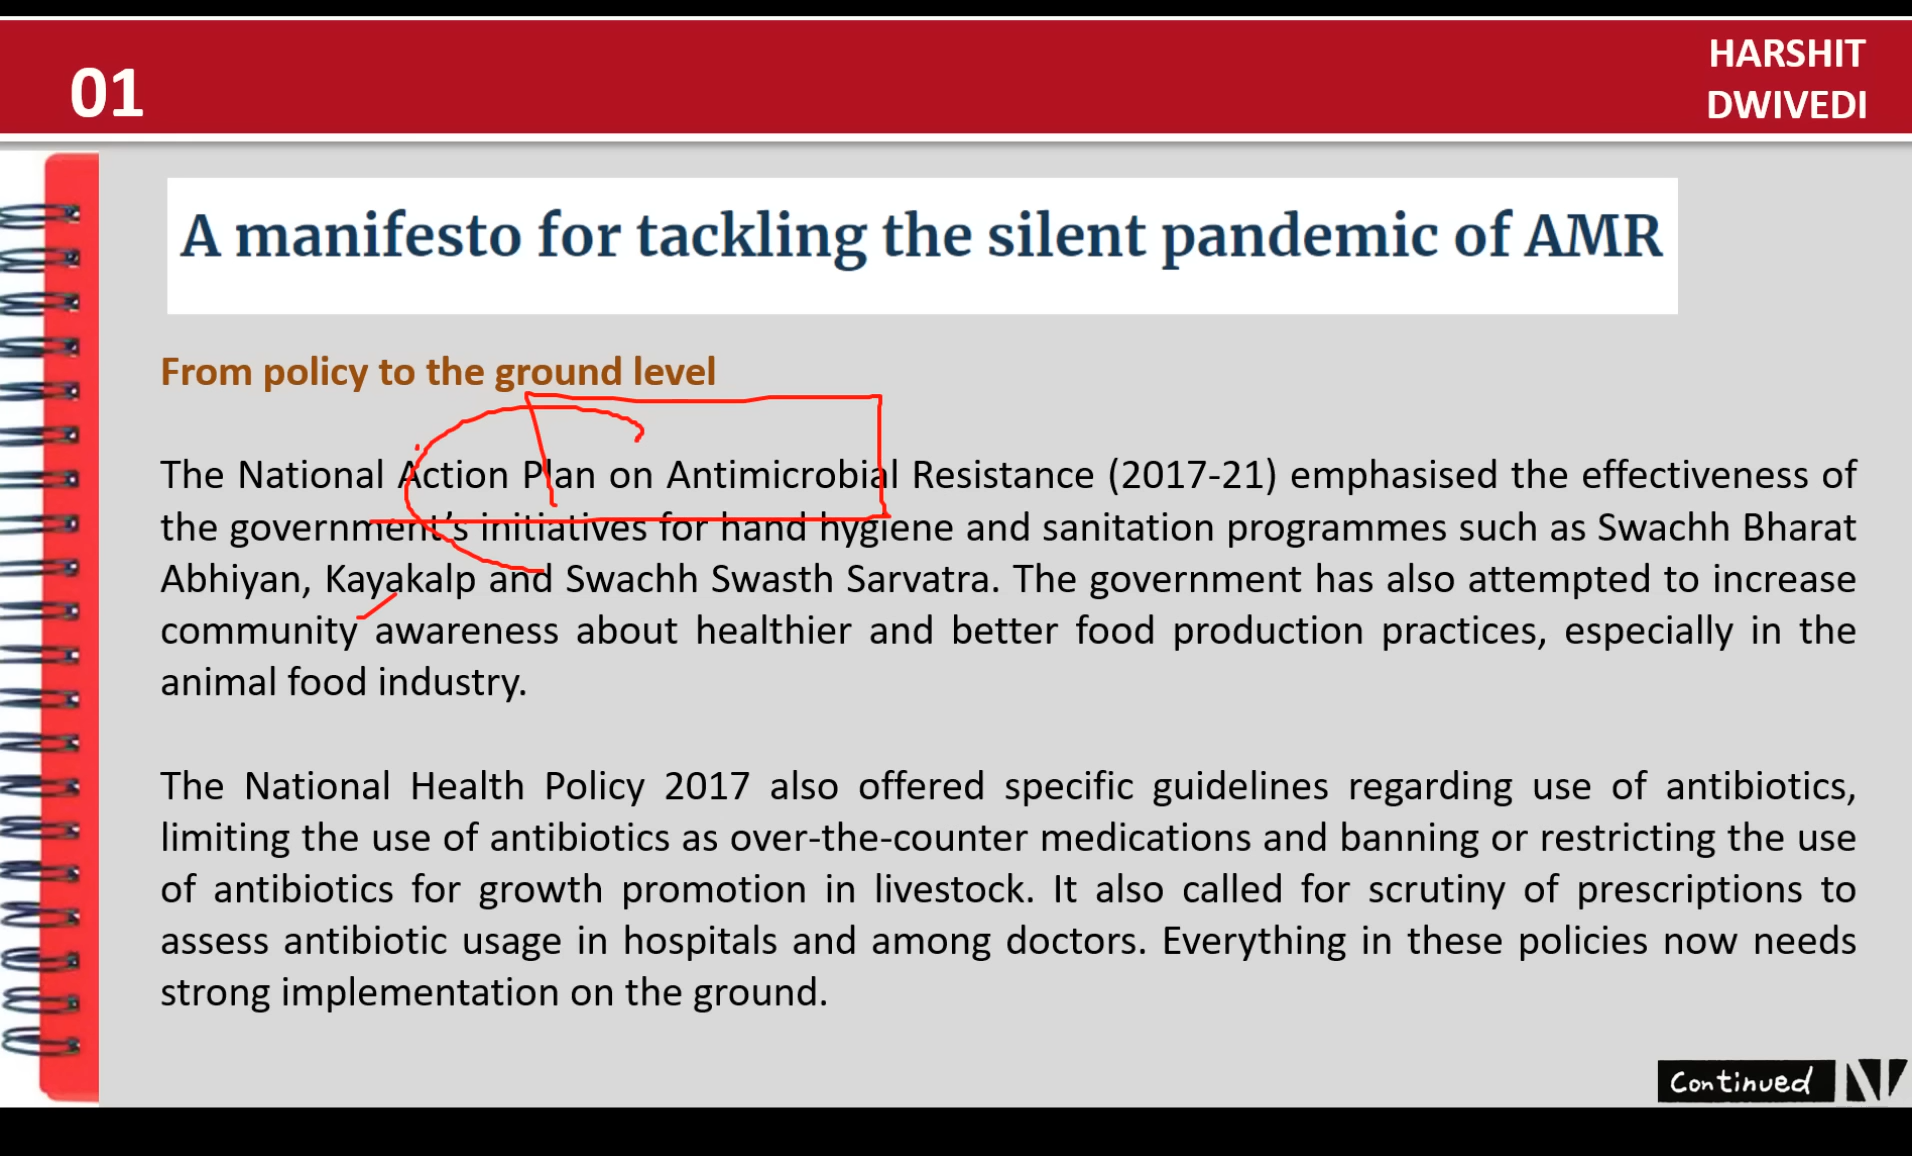 01
HARSHIT
DWIVEDI
A manifesto for tackling the silent pandemic of AMR
From policy to the ground level
The National Action Plan on Antimicrobial Resistance (2017-21) emphasised the effectiveness of
the government's initiatives for hand hygiene and sanitation programmes such as Swachh Bharat
Abhiyan, Kayakalp and Swachh Swasth Sarvatra. The government has also attempted to increase
community awareness about healthier and better food production practices, especially in the
animal food industry.
The National Health Policy 2017 also offered specific guidelines regarding use of antibiotics,
limiting the use of antibiotics as over-the-counter medications and banning or restricting the use
of antibiotics for growth promotion in livestock. It also called for scrutiny of prescriptions to
assess antibiotic usage in hospitals and among doctors. Everything in these policies now needs
strong implementation on the ground.
Continued